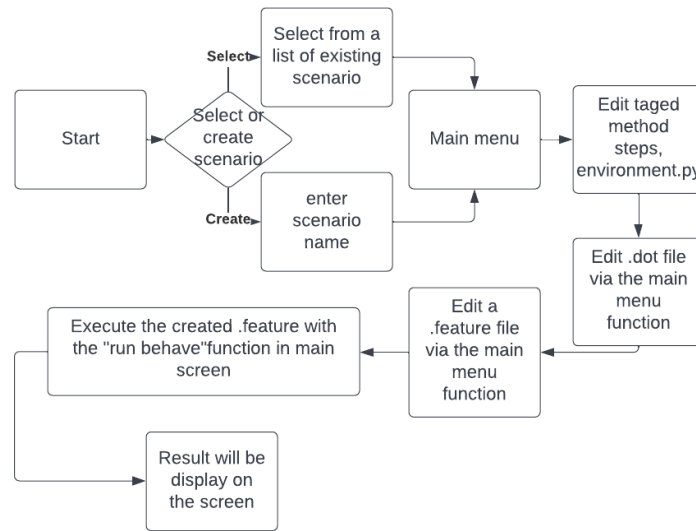 Select from a
list of existing
scenario
Select
Start
Select or
create
scenario
Main menu
Edit taged
method
steps,
environment.py
Create
enter
scenario
name
Edit .dot file
via the main
menu
function
Edit a
.feature file
via the main
menu
function
Execute the created .feature with
the "run behave"function in main
screen
Result will be
display on
the screen